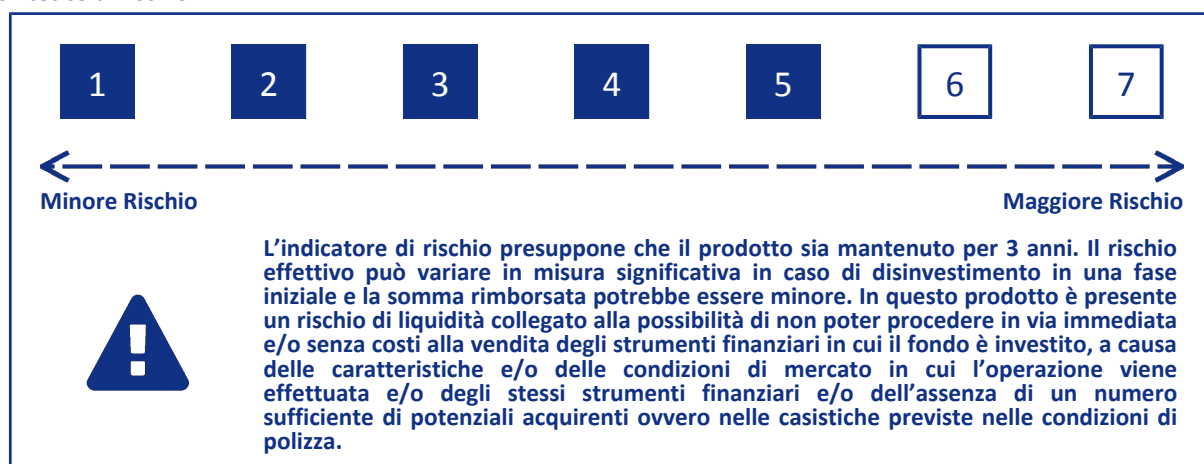 1 2 3 4 5 6 7
Minore Rischio Maggiore Rischio
L’indicatore di rischio presuppone che il prodotto sia mantenuto per 3 anni. Il rischio
effettivo può variare in misura significativa in caso di disinvestimento in una fase
iniziale e la somma rimborsata potrebbe essere minore. In questo prodotto è presente
un rischio di liquidità collegato alla possibilità di non poter procedere in via immediata
e/o senza costi alla vendita degli strumenti finanziari in cui il fondo è investito, a causa
delle caratteristiche e/o delle condizioni di mercato in cui l’operazione viene
effettuata e/o degli stessi strumenti finanziari e/o dell’assenza di un numero
sufficiente di potenziali acquirenti ovvero nelle casistiche previste nelle condizioni di
polizza.